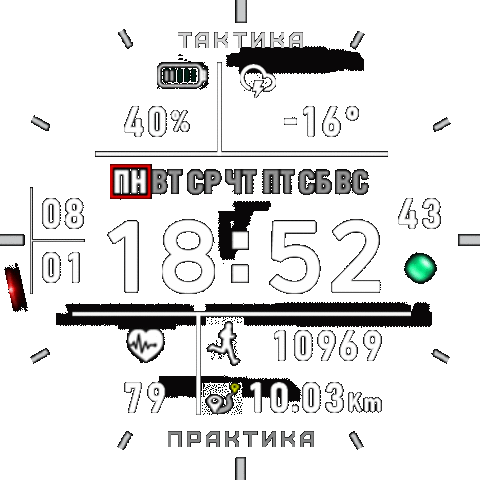 ТАКТИКА
40% -16°
ПН ВТ СР ЧТ ПТ СБ ВС
08 18:52 43
01
10969
79 10.03Km
ПРАКТИКА